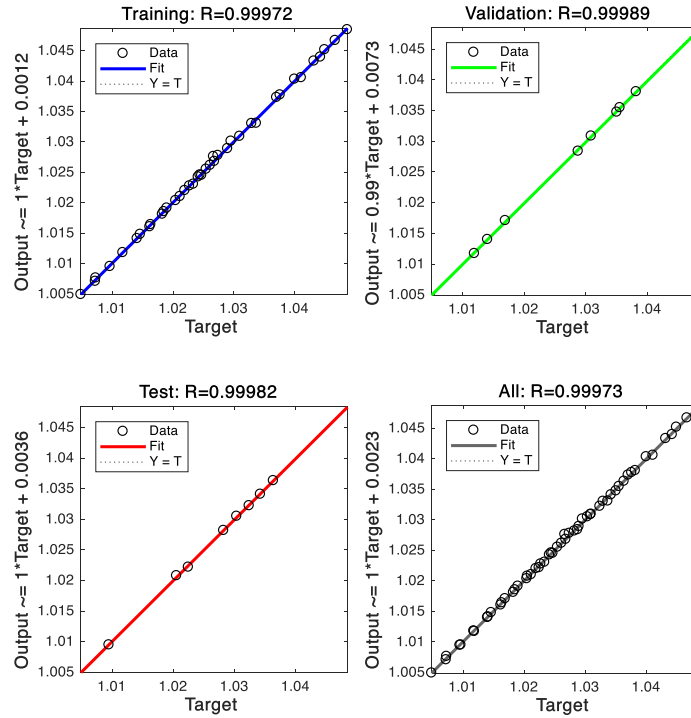 Training: R=0.99972
Output ~= 1*Target + 0.0012
1.045
1.04
1.035
1.03
1.025
1.02
1.015
1.01
1.005
Data
Fit
Y = T
1.01
1.02
1.03
1.04
Target
Validation: R=0.99989
Output ~= 0.99*Target + 0.0073
1.045
1.04
1.035
1.03
1.025
1.02
1.015
1.01
1.005
Data
Fit
Y = T
1.01
1.02
1.03
1.04
Target
Test: R=0.99982
Output ~= 1*Target + 0.0036
1.045
1.04
1.035
1.03
1.025
1.02
1.015
1.01
1.005
Data
Fit
Y = T
1.01
1.02
1.03
1.04
Target
All: R=0.99973
Output ~= 1*Target + 0.0023
1.045
1.04
1.035
1.03
1.025
1.02
1.015
1.01
1.005
Data
Fit
Y = T
1.01
1.02
1.03
1.04
Target